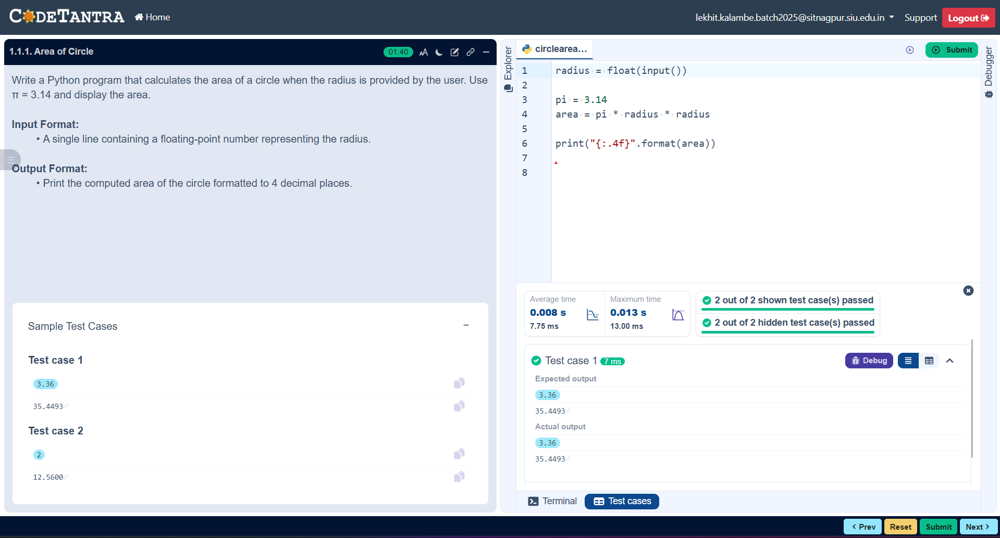 CODETANTRA Home lekhit.kalambe.batch2025@sitnagpur.siu.edu.in Support Logout
1.1.1. Area of Circle 01:40 AA
Write a Python program that calculates the area of a circle when the radius is provided by the user. Use
π = 3.14 and display the area.
Input Format:
• A single line containing a floating-point number representing the radius.
Output Format:
• Print the computed area of the circle formatted to 4 decimal places.
Sample Test Cases
Test case 1
3.36
35.4493
Test case 2
2
12.5600
Explorer
circlearea... Submit
1 radius = float(input())
2
3 pi = 3.14
4 area = pi * radius * radius
5
6 print("{:.4f}".format(area))
7
8
Average time
0.008 s
7.75 ms
Maximum time
0.013 s
13.00 ms
2 out of 2 shown test case(s) passed
2 out of 2 hidden test case(s) passed
Test case 1 7 ms Debug
Expected output
3.36
35.4493
Actual output
3.36
35.4493
Terminal Test cases
Debugger
< Prev Reset Submit Next >